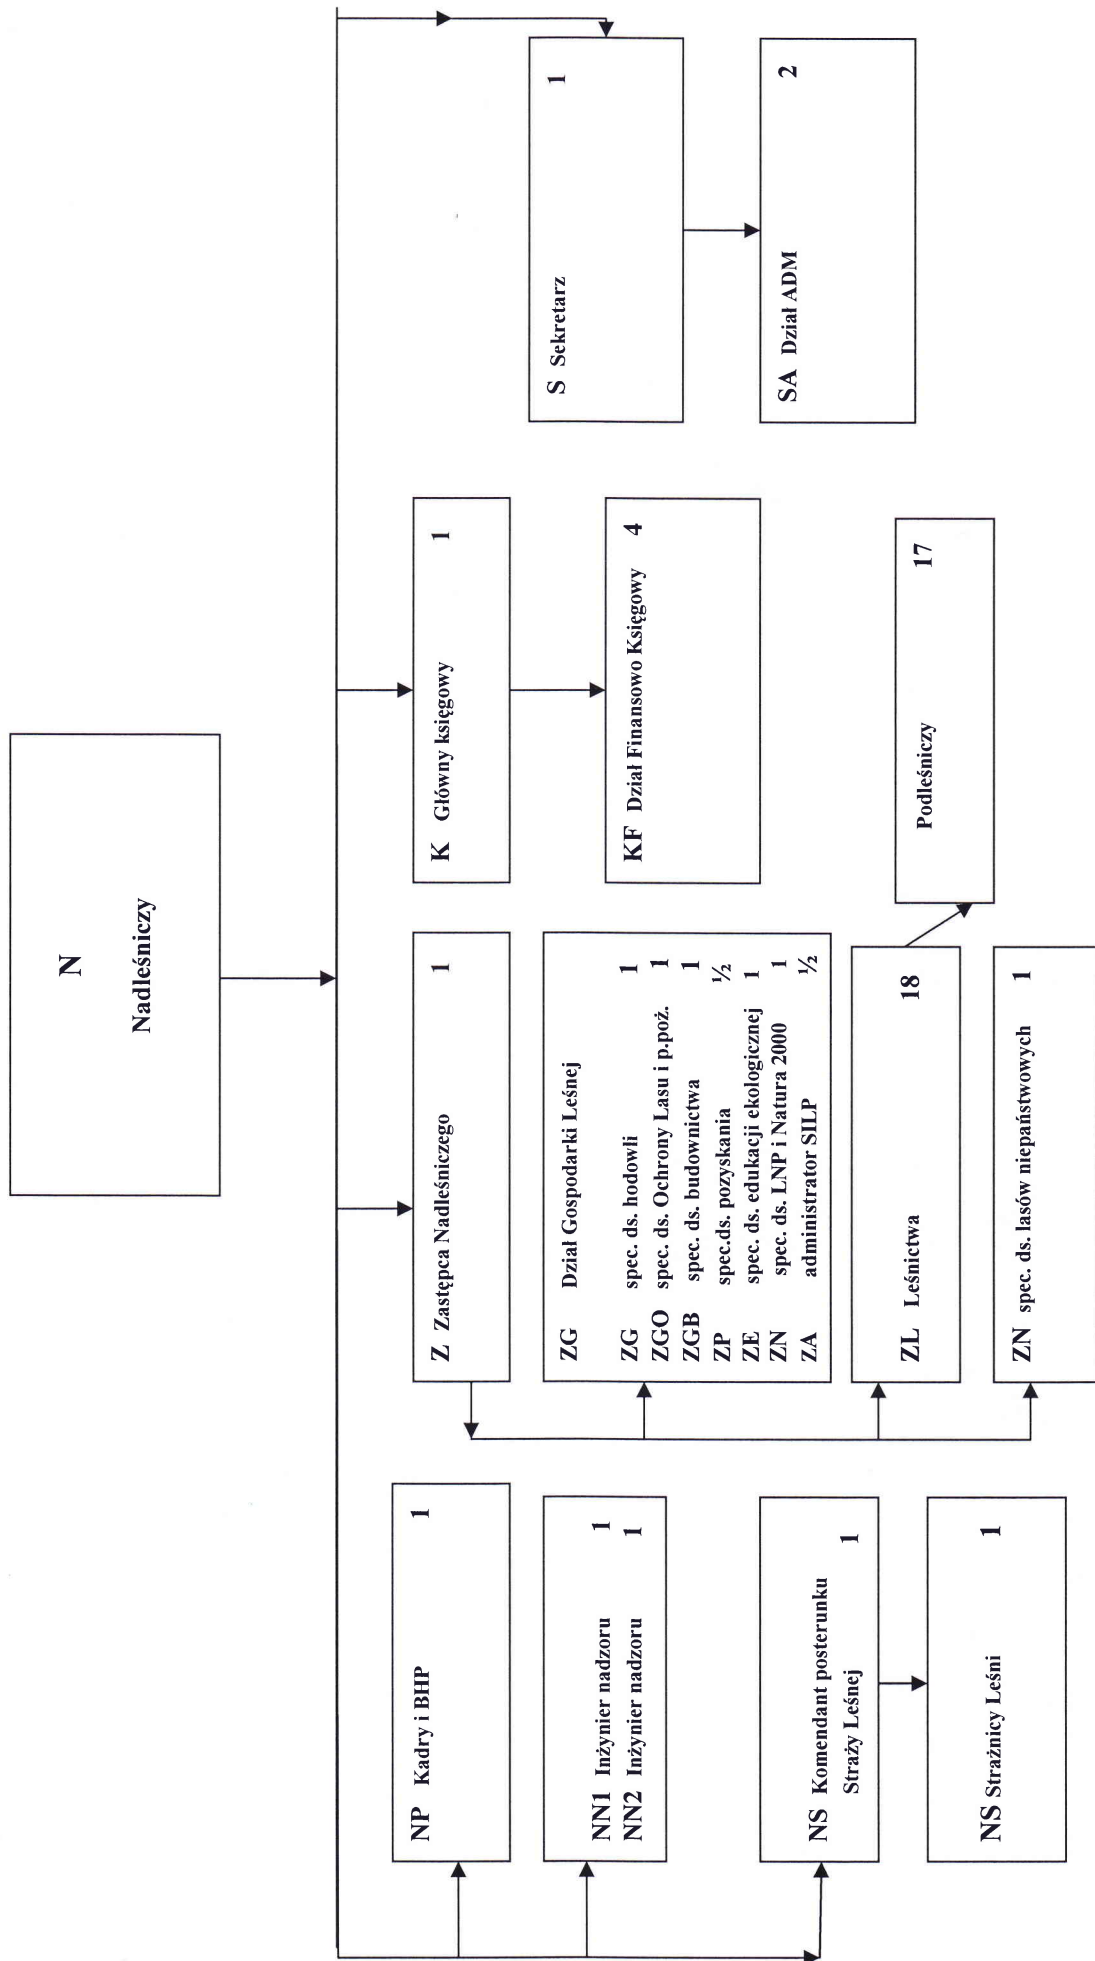 N
Nadleśniczy
NP Kadry i BHP 1
NN1 Inżynier nadzoru 1
NN2 Inżynier nadzoru 1
NS Komendant posterunku
Straży Leśnej 1
NS Strażnicy Leśni 1
Z Zastępca Nadleśniczego 1
ZG Dział Gospodarki Leśnej
ZG spec. ds. hodowli 1
ZGO spec. ds. Ochrony Lasu i p.poż. 1
ZGB spec. ds. budownictwa 1
ZP spec.ds. pozyskania ½
ZE spec. ds. edukacji ekologicznej 1
ZN spec. ds. LNP i Natura 2000 1
ZA administrator SILP ½
ZL Leśnictwa 18
ZN spec. ds. lasów niepaństwowych 1
Podleśniczy 17
K Główny księgowy 1
KF Dział Finansowo Księgowy 4
S Sekretarz 1
SA Dział ADM 2